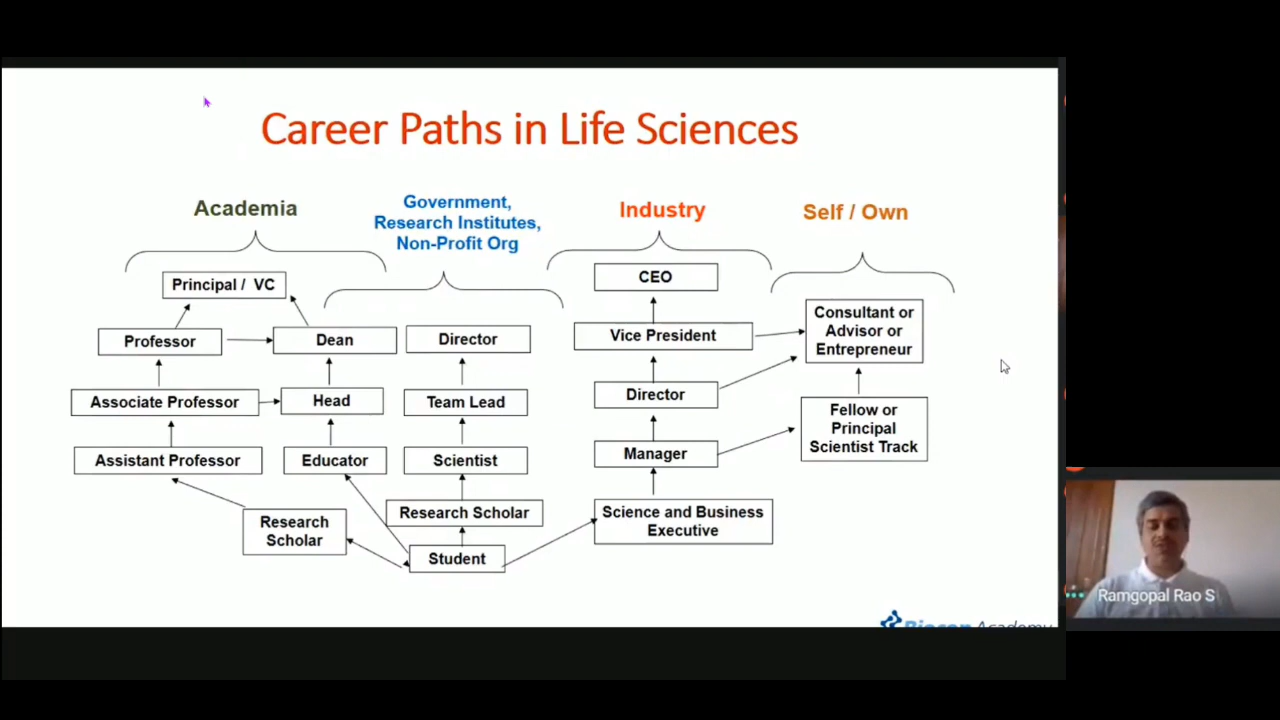 Career Paths in Life Sciences
Academia
Government,
Research Institutes,
Non-Profit Org
Industry
Self / Own
Principal / VC
CEO
Professor
Dean
Director
Vice President
Consultant or
Advisor or
Entrepreneur
Associate Professor
Head
Team Lead
Director
Fellow or
Principal
Scientist Track
Assistant Professor
Educator
Scientist
Manager
Research
Scholar
Research Scholar
Science and Business
Executive
Student
Biocon Academy
Ramgopal Rao S